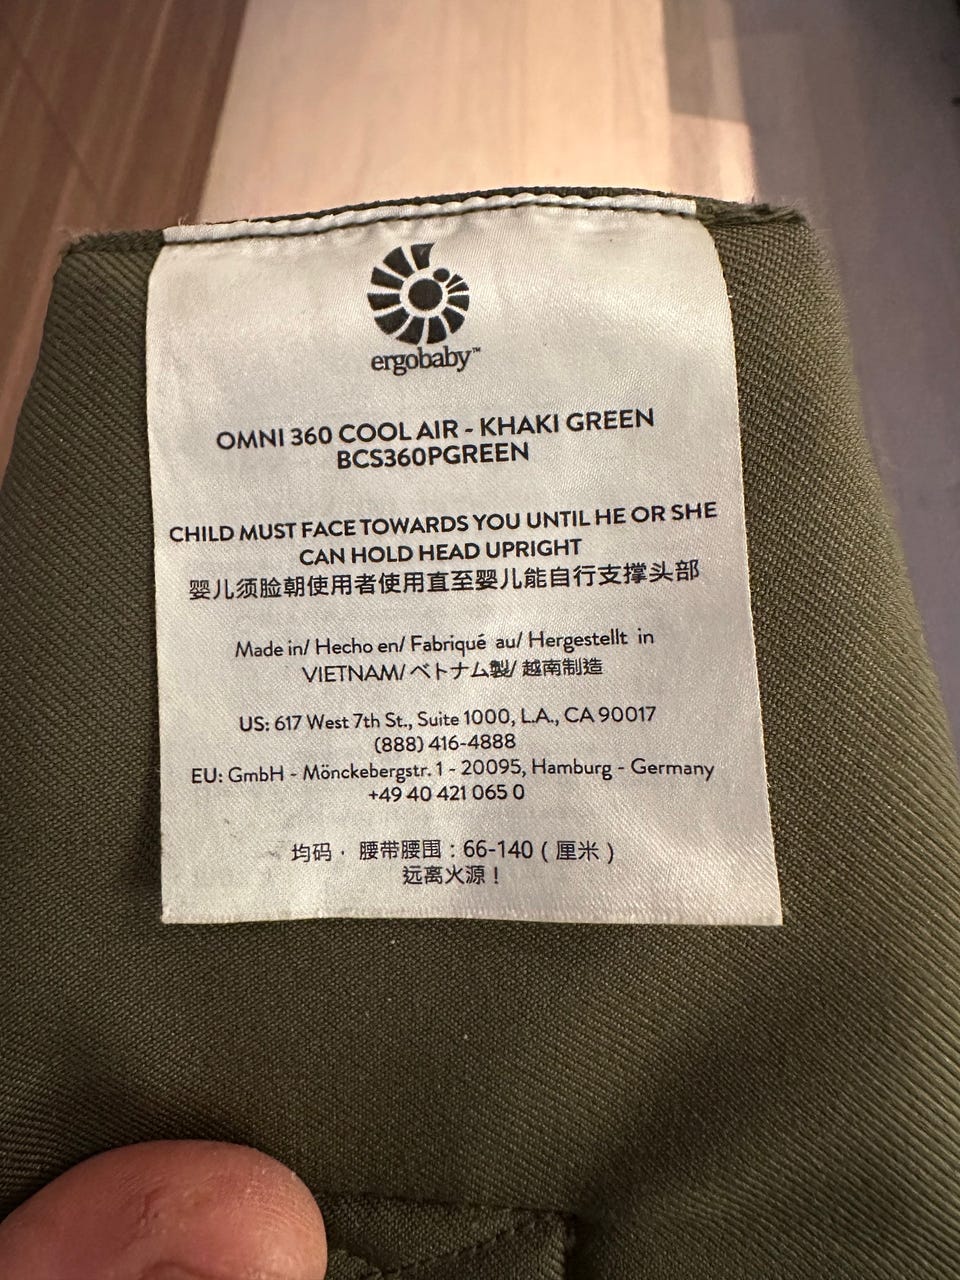 ergobaby™
OMNI 360 COOL AIR - KHAKI GREEN
BCS360PGREEN
CHILD MUST FACE TOWARDS YOU UNTIL HE OR SHE
CAN HOLD HEAD UPRIGHT
婴儿须脸朝使用者使用直至婴儿能自行支撑头部
Made in/ Hecho en/ Fabriqué au/ Hergestellt in
VIETNAM/ ベトナム製/ 越南制造
US: 617 West 7th St., Suite 1000, L.A., CA 90017
(888) 416-4888
EU: GmbH - Mönckebergstr. 1 - 20095, Hamburg - Germany
+49 40 421 065 0
均码 · 腰带腰围 : 66-140 ( 厘米 )
远离火源！